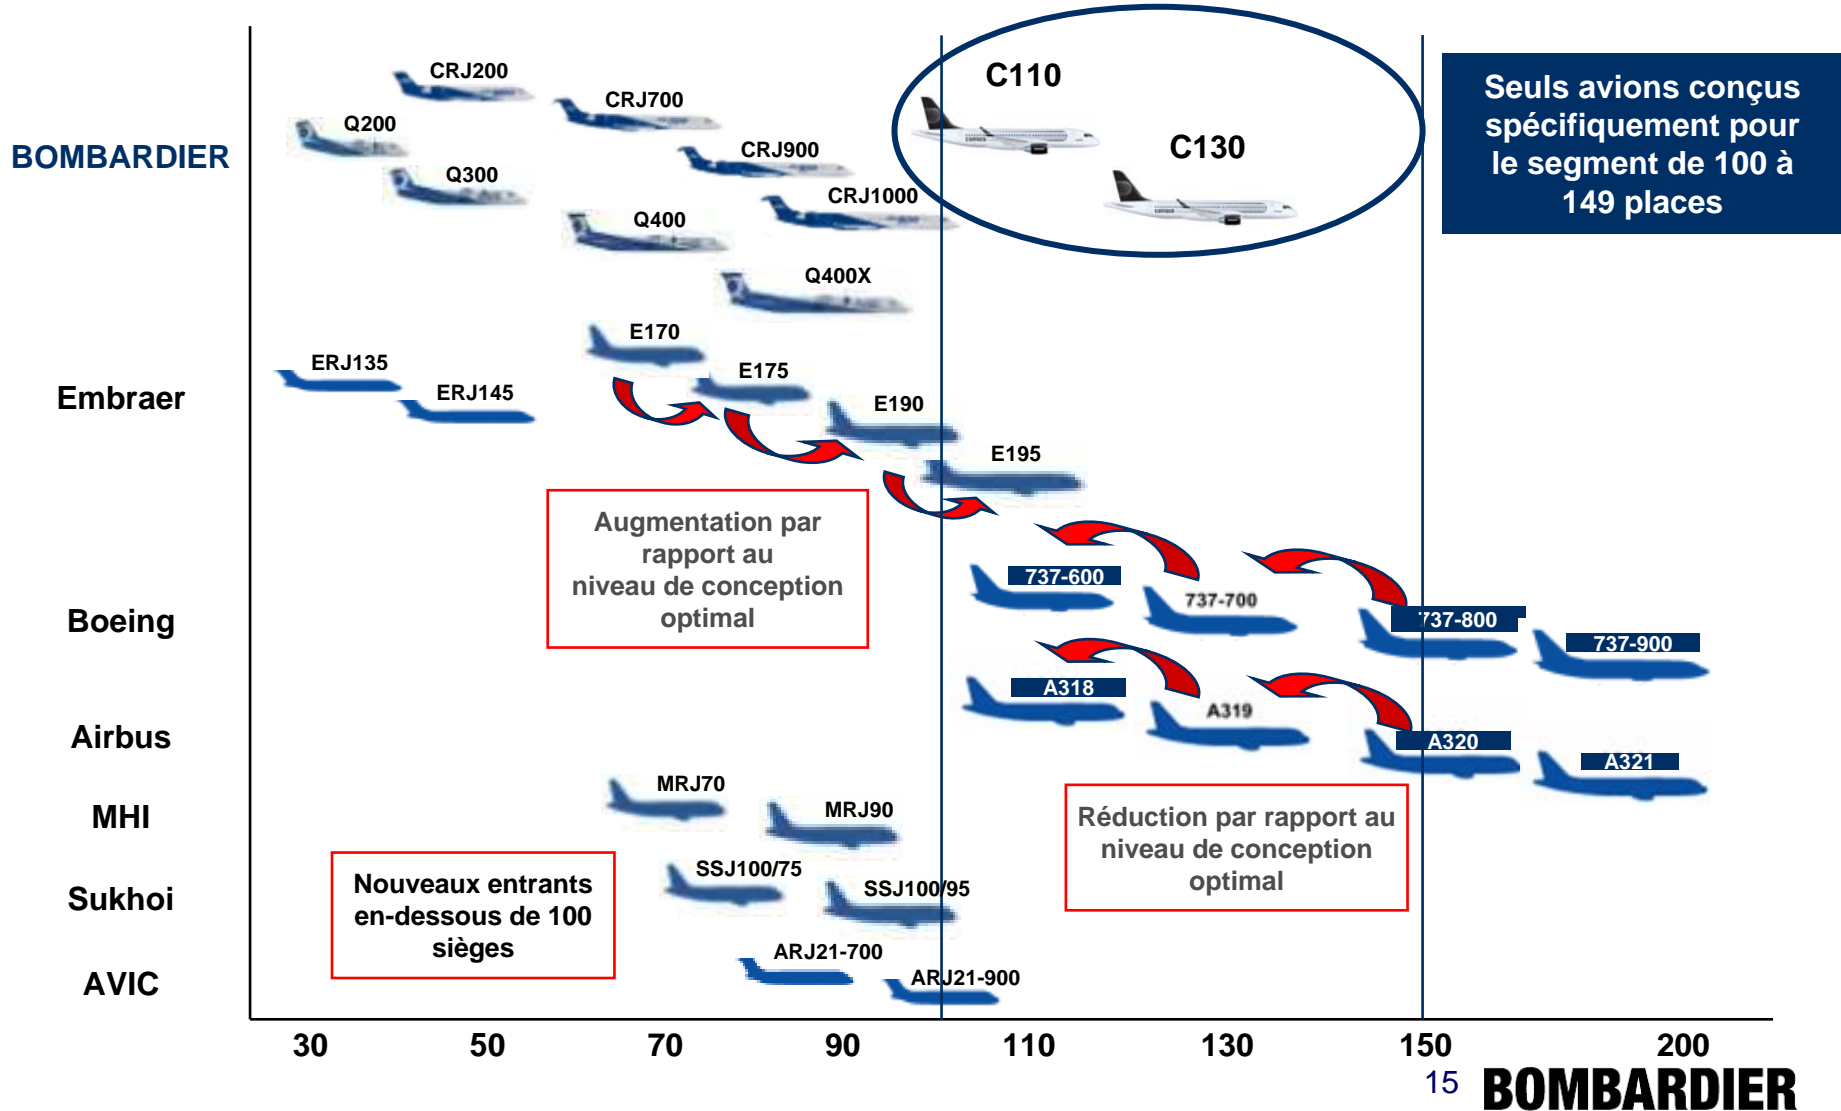 CRJ200
C110
Seuls avions conçus
spécifiquement pour
le segment de 100 à
149 places
CRJ700
Q200
BOMBARDIER
CRJ900
C130
Q300
CRJ1000
Q400
Q400X
E170
ERJ135
E175
ERJ145
Embraer
E190
E195
Augmentation par
rapport au
niveau de conception
optimal
737-600
737-700
737-800
Boeing
737-900
A318
A319
Airbus
A320
A321
MRJ70
MHI
MRJ90
Réduction par rapport au
niveau de conception
optimal
SSJ100/75
Sukhoi
SSJ100/95
Nouveaux entrants
en-dessous de 100
sièges
ARJ21-700
AVIC
ARJ21-900
30 50 70 90 110 130 150 200
15
BOMBARDIER